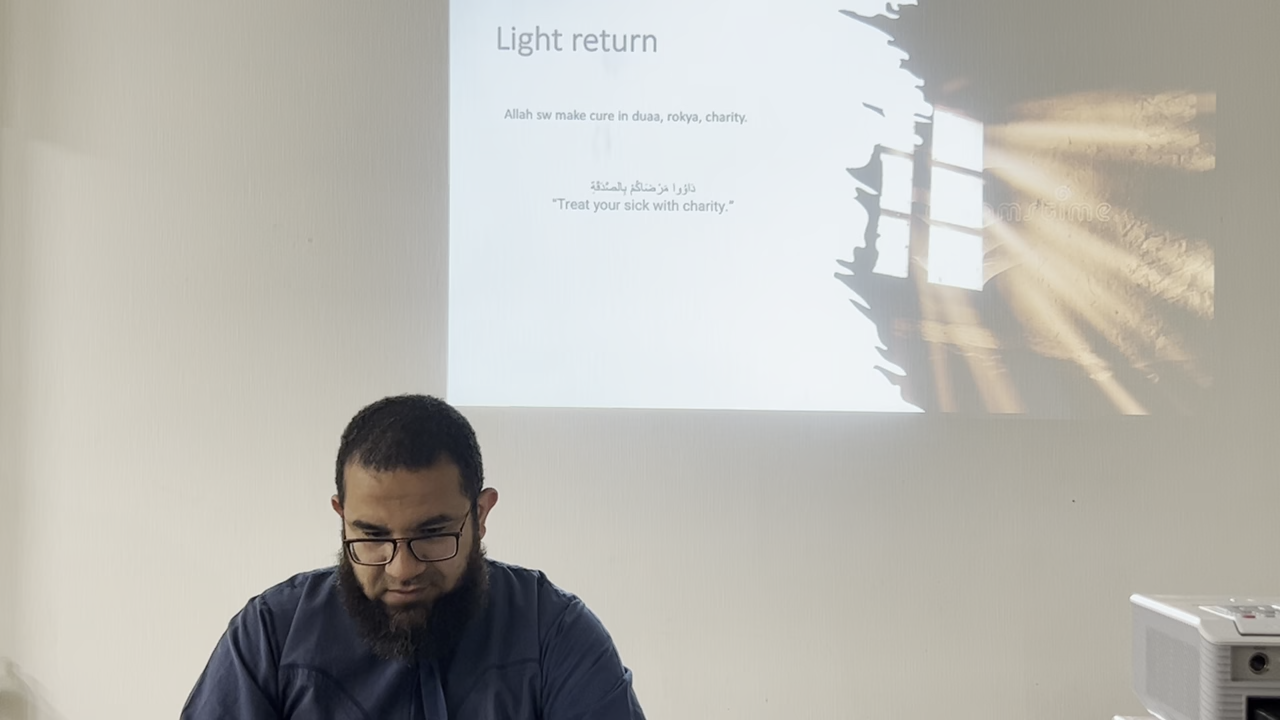 Light return
Allah sw make cure in duaa, rokya, charity.
دَاوُوا مَرْضَاكُمْ بِالصَّدَقَةِ
“Treat your sick with charity.”